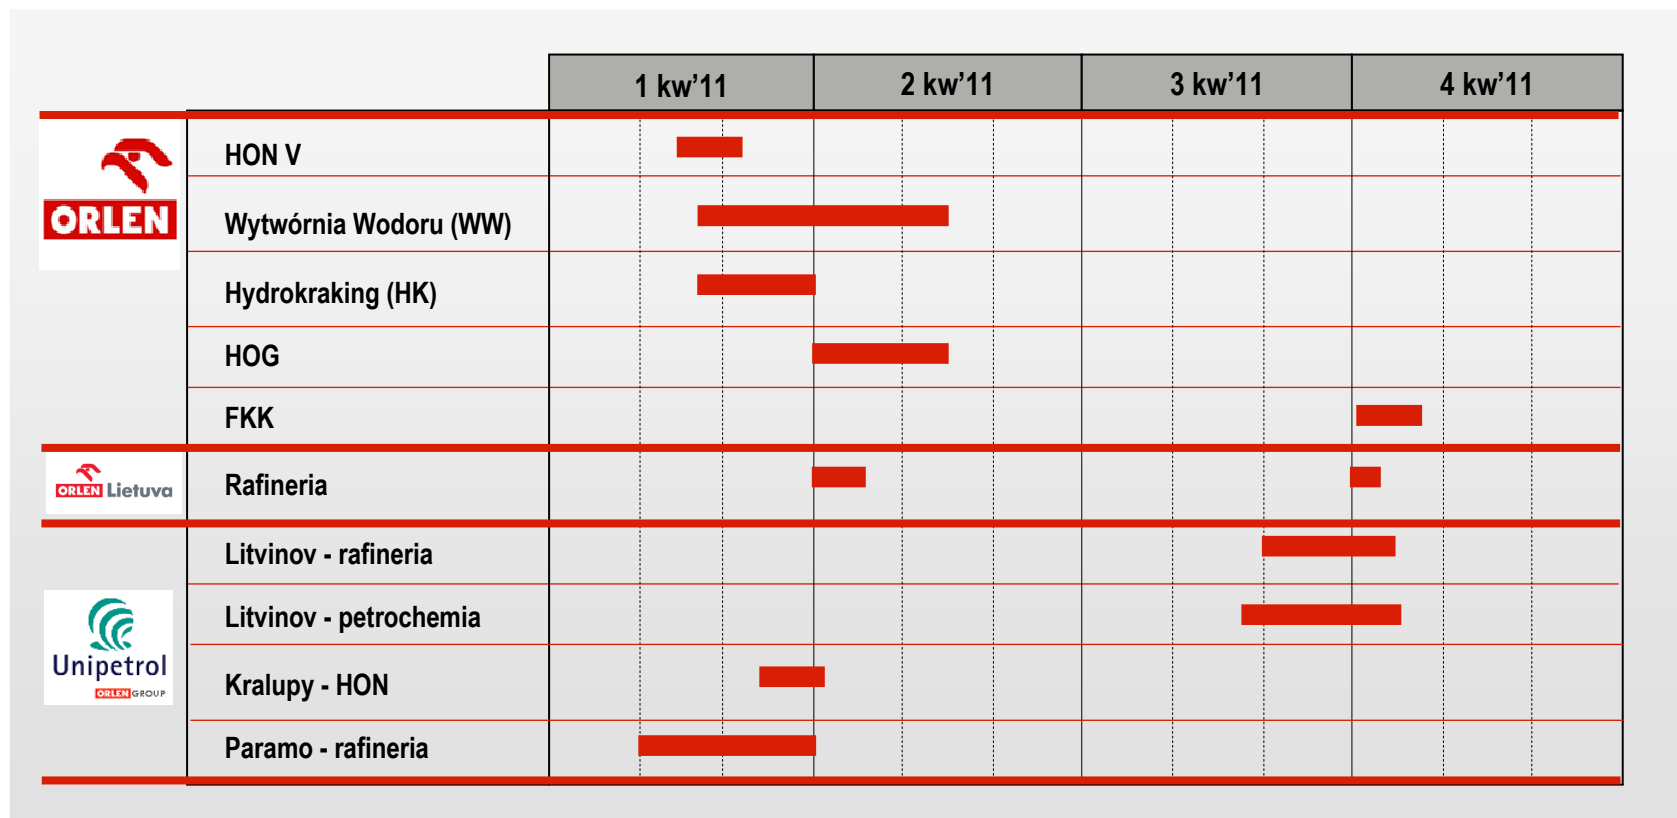 1 kw’11 2 kw’11 3 kw’11 4 kw’11
ORLEN
HON V
Wytwórnia Wodoru (WW)
Hydrokraking (HK)
HOG
FKK
ORLEN Lietuva
Rafineria
Unipetrol
ORLEN GROUP
Litvinov - rafineria
Litvinov - petrochemia
Kralupy - HON
Paramo - rafineria